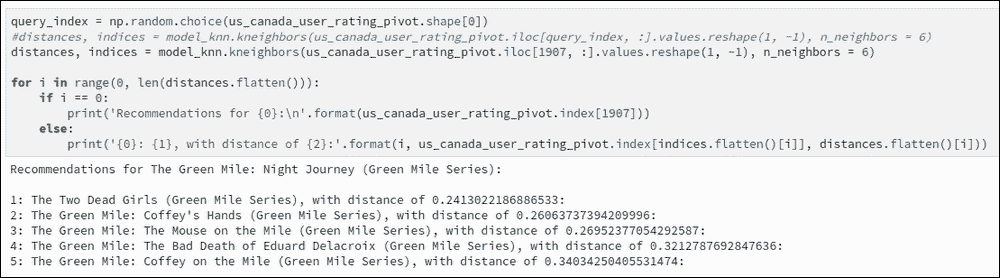 query_index = np.random.choice(us_canada_user_rating_pivot.shape[0])
#distances, indices = model_knn.kneighbors(us_canada_user_rating_pivot.iloc[query_index, :].values.reshape(1, -1), n_neighbors = 6)
distances, indices = model_knn.kneighbors(us_canada_user_rating_pivot.iloc[1907, :].values.reshape(1, -1), n_neighbors = 6)
for i in range(0, len(distances.flatten())):
    if i == 0:
        print('Recommendations for {0}:\n'.format(us_canada_user_rating_pivot.index[1907]))
    else:
        print('{0}: {1}, with distance of {2}:'.format(i, us_canada_user_rating_pivot.index[indices.flatten()[i]], distances.flatten()[i]))
Recommendations for The Green Mile: Night Journey (Green Mile Series):
1: The Two Dead Girls (Green Mile Series), with distance of 0.2413022186886533:
2: The Green Mile: Coffey's Hands (Green Mile Series), with distance of 0.26063737394209996:
3: The Green Mile: The Mouse on the Mile (Green Mile Series), with distance of 0.26952377054292587:
4: The Green Mile: The Bad Death of Eduard Delacroix (Green Mile Series), with distance of 0.3212787692847636:
5: The Green Mile: Coffey on the Mile (Green Mile Series), with distance of 0.34034250405531474: